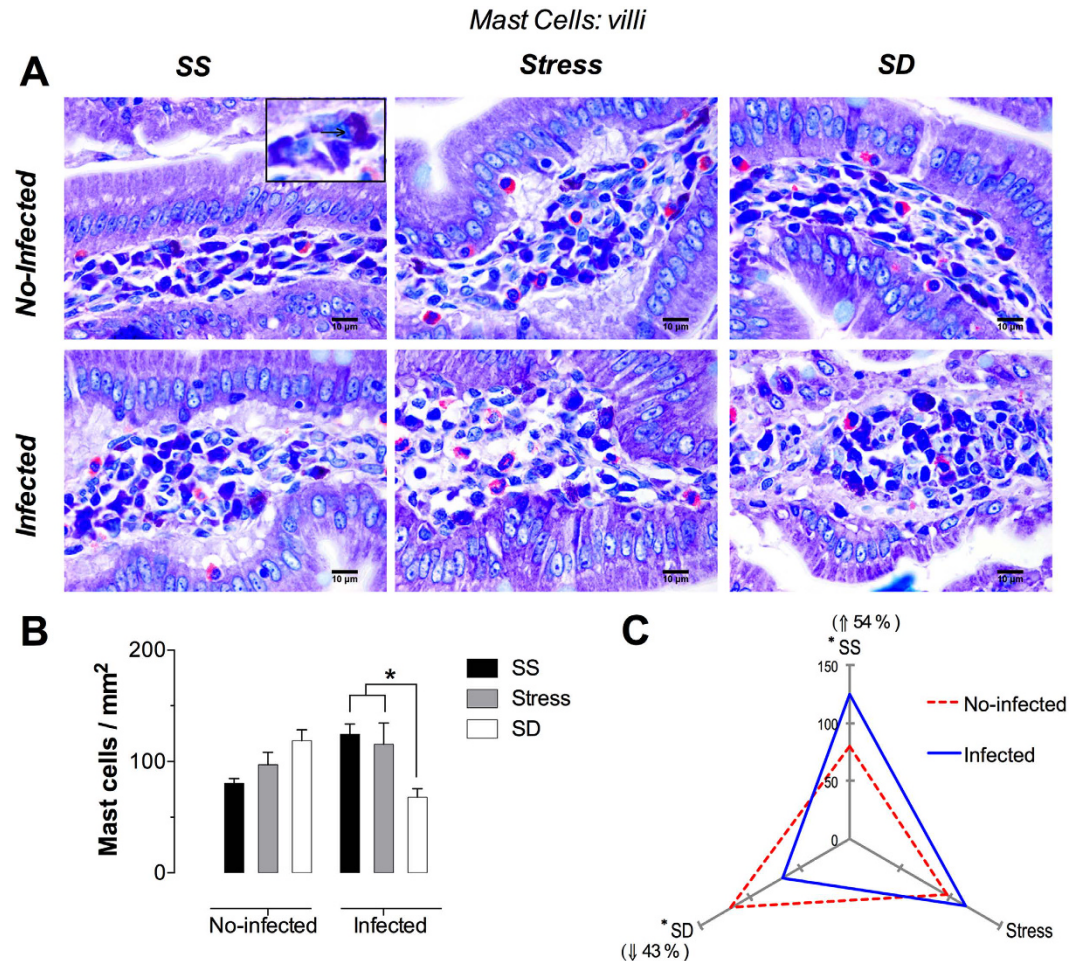 Mast Cells: villi
A
SS
Stress
SD
No-Infected
10 µm
10 µm
10 µm
Infected
10 µm
10 µm
10 µm
B
Mast cells / mm²
200
100
0
*
SS
Stress
SD
No-infected
Infected
C
(⇑ 54 %)
* SS
150
100
50
0
No-infected
Infected
* SD
(⇓ 43 %)
Stress